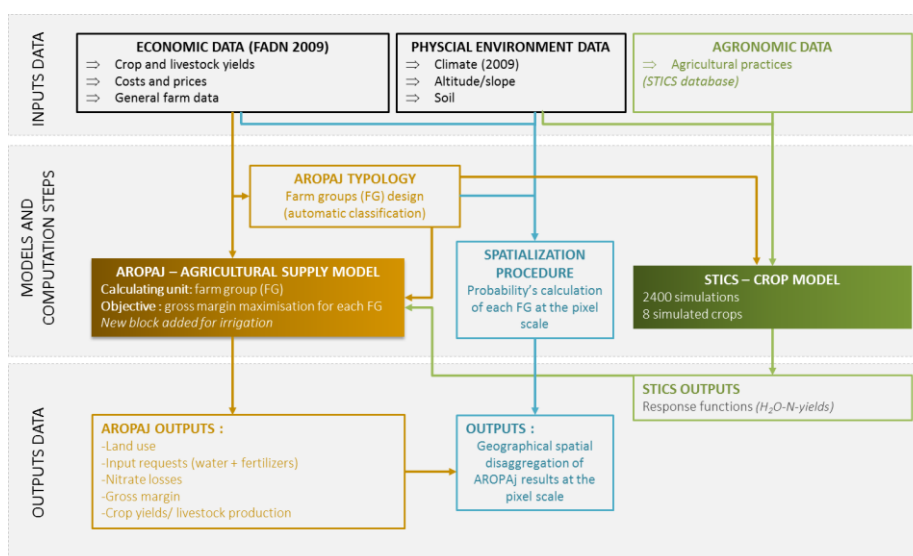 INPUTS DATA
ECONOMIC DATA (FADN 2009)
⇒ Crop and livestock yields
⇒ Costs and prices
⇒ General farm data
PHYSCIAL ENVIRONMENT DATA
⇒ Climate (2009)
⇒ Altitude/slope
⇒ Soil
AGRONOMIC DATA
⇒ Agricultural practices
(STICS database)
MODELS AND
COMPUTATION STEPS
AROPAJ TYPOLOGY
Farm groups (FG) design
(automatic classification)
AROPAJ – AGRICULTURAL SUPPLY MODEL
Calculating unit: farm group (FG)
Objective : gross margin maximisation for each FG
New block added for irrigation
SPATIALIZATION
PROCEDURE
Probability's calculation
of each FG at the pixel
scale
STICS – CROP MODEL
2400 simulations
8 simulated crops
OUTPUTS DATA
STICS OUTPUTS
Response functions (H₂O-N-yields)
AROPAJ OUTPUTS :
-Land use
-Input requests (water + fertilizers)
-Nitrate losses
-Gross margin
-Crop yields/ livestock production
OUTPUTS :
Geographical spatial
disaggregation of
AROPAj results at the
pixel scale